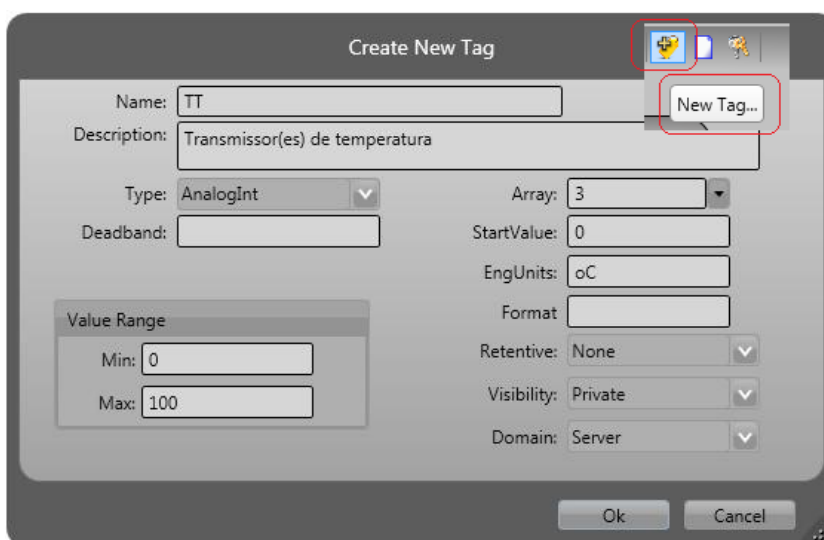 Create New Tag
New Tag...
Name: TT
Description: Transmissor(es) de temperatura
Type: AnalogInt
Array: 3
Deadband:
StartValue: 0
EngUnits: oC
Format
Value Range
Min: 0
Max: 100
Retentive: None
Visibility: Private
Domain: Server
Ok
Cancel